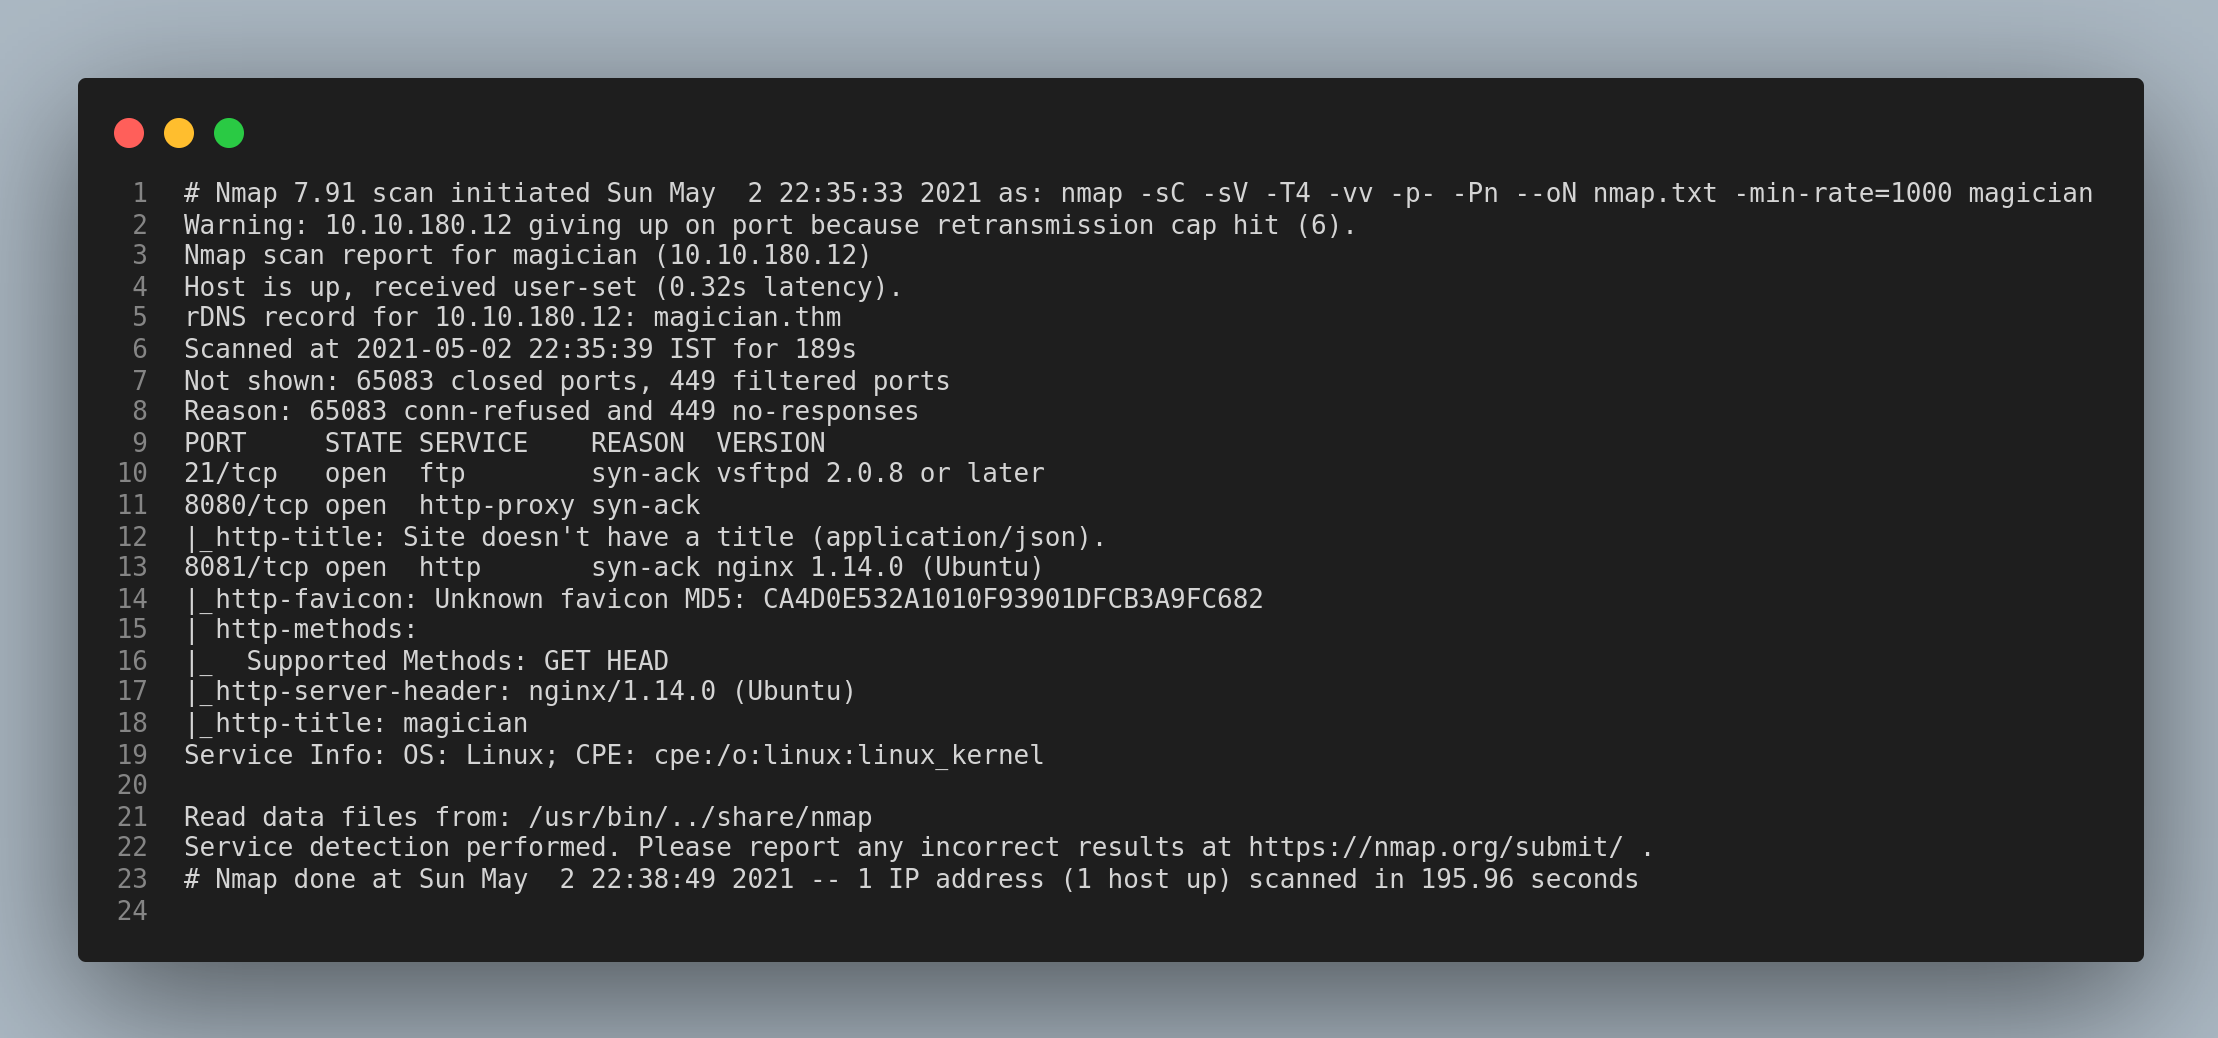 1 # Nmap 7.91 scan initiated Sun May  2 22:35:33 2021 as: nmap -sC -sV -T4 -vv -p- -Pn --oN nmap.txt -min-rate=1000 magician
2 Warning: 10.10.180.12 giving up on port because retransmission cap hit (6).
3 Nmap scan report for magician (10.10.180.12)
4 Host is up, received user-set (0.32s latency).
5 rDNS record for 10.10.180.12: magician.thm
6 Scanned at 2021-05-02 22:35:39 IST for 189s
7 Not shown: 65083 closed ports, 449 filtered ports
8 Reason: 65083 conn-refused and 449 no-responses
9 PORT     STATE SERVICE    REASON  VERSION
10 21/tcp   open  ftp        syn-ack vsftpd 2.0.8 or later
11 8080/tcp open  http-proxy syn-ack
12 |_http-title: Site doesn't have a title (application/json).
13 8081/tcp open  http       syn-ack nginx 1.14.0 (Ubuntu)
14 |_http-favicon: Unknown favicon MD5: CA4D0E532A1010F93901DFCB3A9FC682
15 | http-methods:
16 |_  Supported Methods: GET HEAD
17 |_http-server-header: nginx/1.14.0 (Ubuntu)
18 |_http-title: magician
19 Service Info: OS: Linux; CPE: cpe:/o:linux:linux_kernel
20
21 Read data files from: /usr/bin/../share/nmap
22 Service detection performed. Please report any incorrect results at https://nmap.org/submit/ .
23 # Nmap done at Sun May  2 22:38:49 2021 -- 1 IP address (1 host up) scanned in 195.96 seconds
24